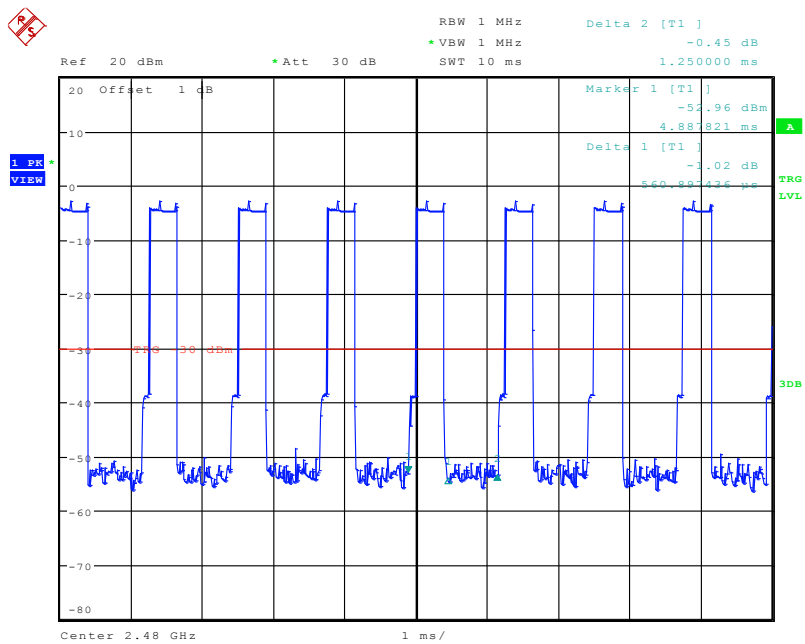 R S
RBW 1 MHz
Delta 2 [T1 ]
* VBW 1 MHz
-0.45 dB
Ref 20 dBm
* Att 30 dB
SWT 10 ms
1.250000 ms
20 Offset 1 dB
Marker 1 [T1 ]
-52.96 dBm
4.887821 ms
A
10
Delta 1 [T1 ]
1 PK *
-1.02 dB
VIEW
0
560.897436 µs
TRG
LVL
-10
-20
-30
TRG -30 dBm
3DB
-40
-50
1
2
-60
-70
-80
Center 2.48 GHz
1 ms/